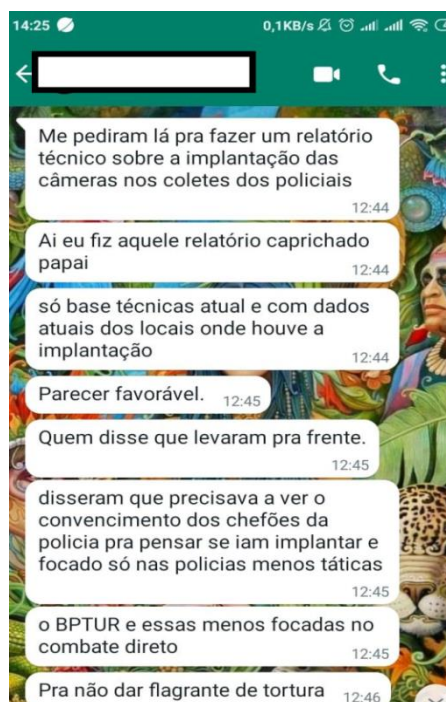 14:25
0,1KB/s
Me pediram lá pra fazer um relatório
técnico sobre a implantação das
câmeras nos coletes dos policiais
12:44
Ai eu fiz aquele relatório caprichado
papai
12:44
só base técnicas atual e com dados
atuais dos locais onde houve a
implantação
12:44
Parecer favorável.
12:45
Quem disse que levaram pra frente.
12:45
disseram que precisava a ver o
convencimento dos chefões da
policia pra pensar se iam implantar e
focado só nas policias menos táticas
12:45
o BPTUR e essas menos focadas no
combate direto
12:45
Pra não dar flagrante de tortura
12:46